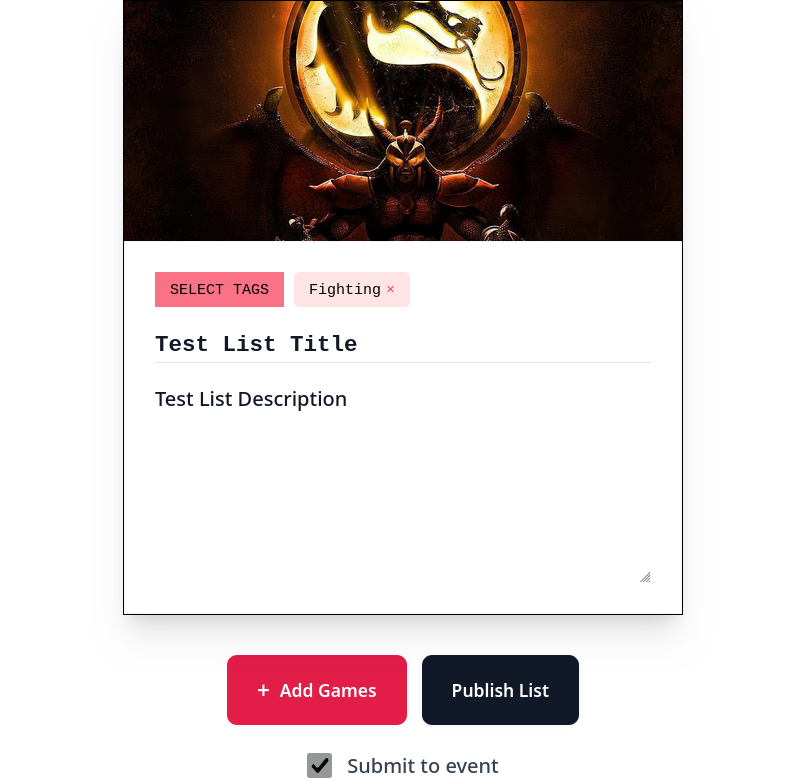 SELECT TAGS Fighting ×
Test List Title
Test List Description
+ Add Games Publish List
Submit to event